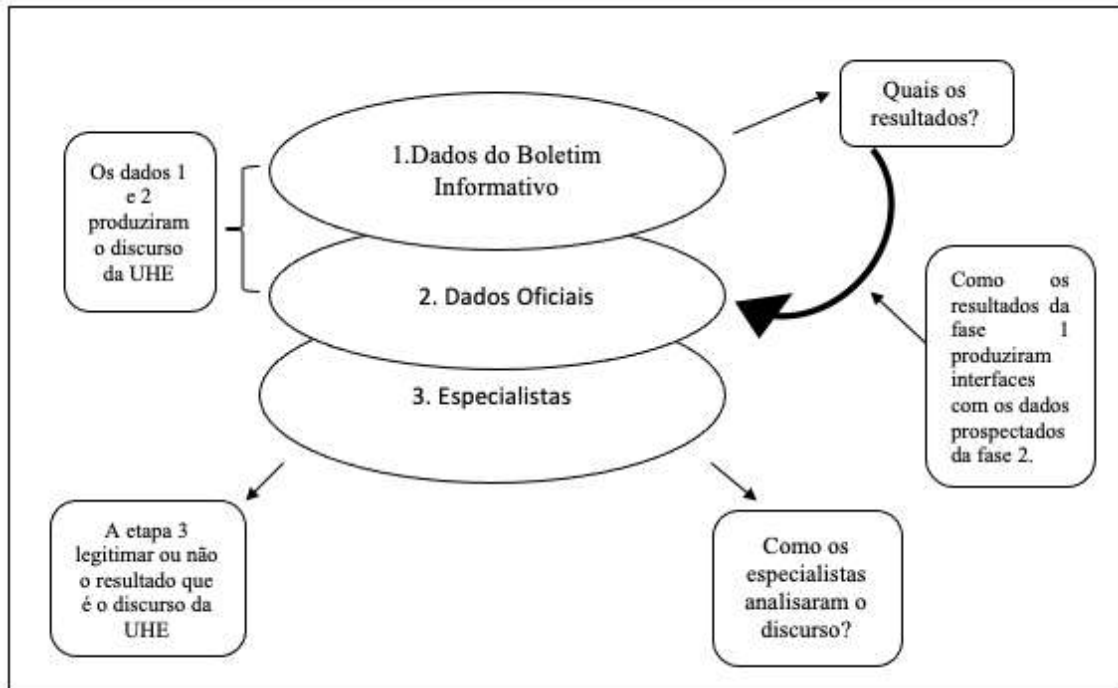 Quais os
resultados?
1.Dados do Boletim
Informativo
Os dados 1
e 2
produziram
o discurso
da UHE
2. Dados Oficiais
Como os
resultados da
fase 1
produziram
interfaces
com os dados
prospectados
da fase 2.
3. Especialistas
A etapa 3
legitimar ou não
o resultado que
é o discurso da
UHE
Como os
especialistas
analisaram o
discurso?